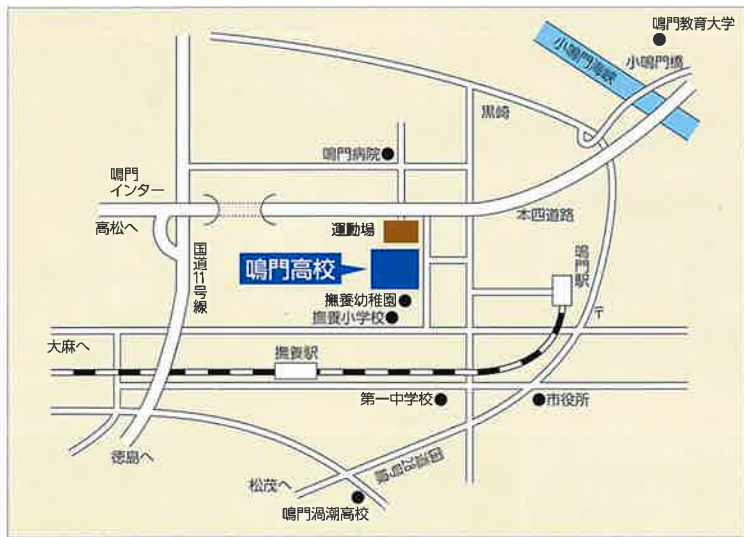 鳴門教育大学
小鳴門海峡
小鳴門橋
黒崎
鳴門病院
鳴門
インター
高松へ
本四道路
運動場
国道11号線
鳴門高校
鳴門駅
撫養幼稚園
撫養小学校
〒
大麻へ
撫養駅
第一中学校
市役所
徳島へ
松茂へ
鳴門渦潮高校